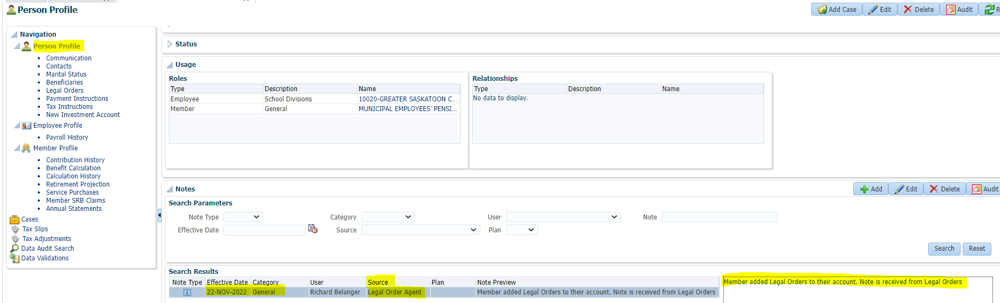 Person Profile
Add Case Edit Delete Audit
Navigation
Person Profile
Communication
Contacts
Marital Status
Beneficiaries
Legal Orders
Payment Instructions
Tax Instructions
New Investment Account
Employee Profile
Payroll History
Member Profile
Contribution History
Benefit Calculation
Calculation History
Retirement Projection
Service Purchases
Member SRB Claims
Annual Statements
Cases
Tax Slips
Tax Adjustments
Data Audit Search
Data Validations
Status
Usage
Roles
Type Description Name
Employee School Divisions 10020-GREATER SASKATOON C...
Member General MUNICIPAL EMPLOYEES' PENSI...
Relationships
Type Description Name
No data to display.
Notes
Add Edit Delete Audit
Search Parameters
Note Type Category User Note
Effective Date Source Plan
Search Reset
Search Results
Note Type Effective Date Category User Source Plan Note Preview
22-NOV-2022 General Richard Belanger Legal Order Agent Member added Legal Orders to their account. Note is received from Legal Orders
Member added Legal Orders to their account. Note is received from Legal Orders